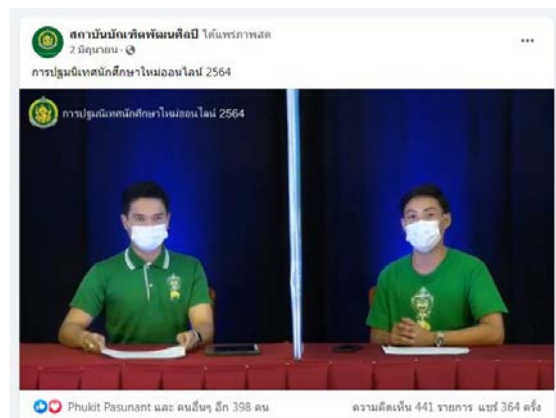 สถาบันบัณฑิตพัฒนศิลป์ ได้แพร่ภาพสด
2 มิถุนายน ·
การปฐมนิเทศนักศึกษาใหม่ออนไลน์ 2564
การปฐมนิเทศนักศึกษาใหม่ออนไลน์ 2564
Phukit Pasunant และ คนอื่นๆ อีก 398 คน
ความคิดเห็น 441 รายการ แชร์ 364 ครั้ง